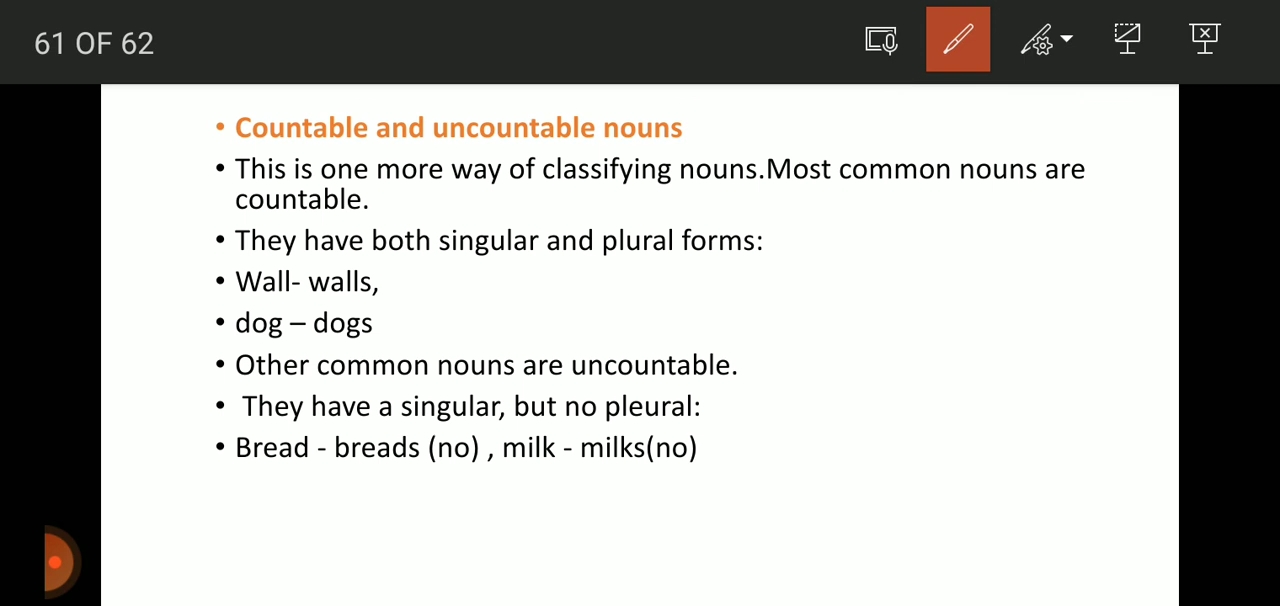 61 OF 62
• Countable and uncountable nouns
• This is one more way of classifying nouns.Most common nouns are
countable.
• They have both singular and plural forms:
• Wall- walls,
• dog – dogs
• Other common nouns are uncountable.
• They have a singular, but no pleural:
• Bread - breads (no) , milk - milks(no)